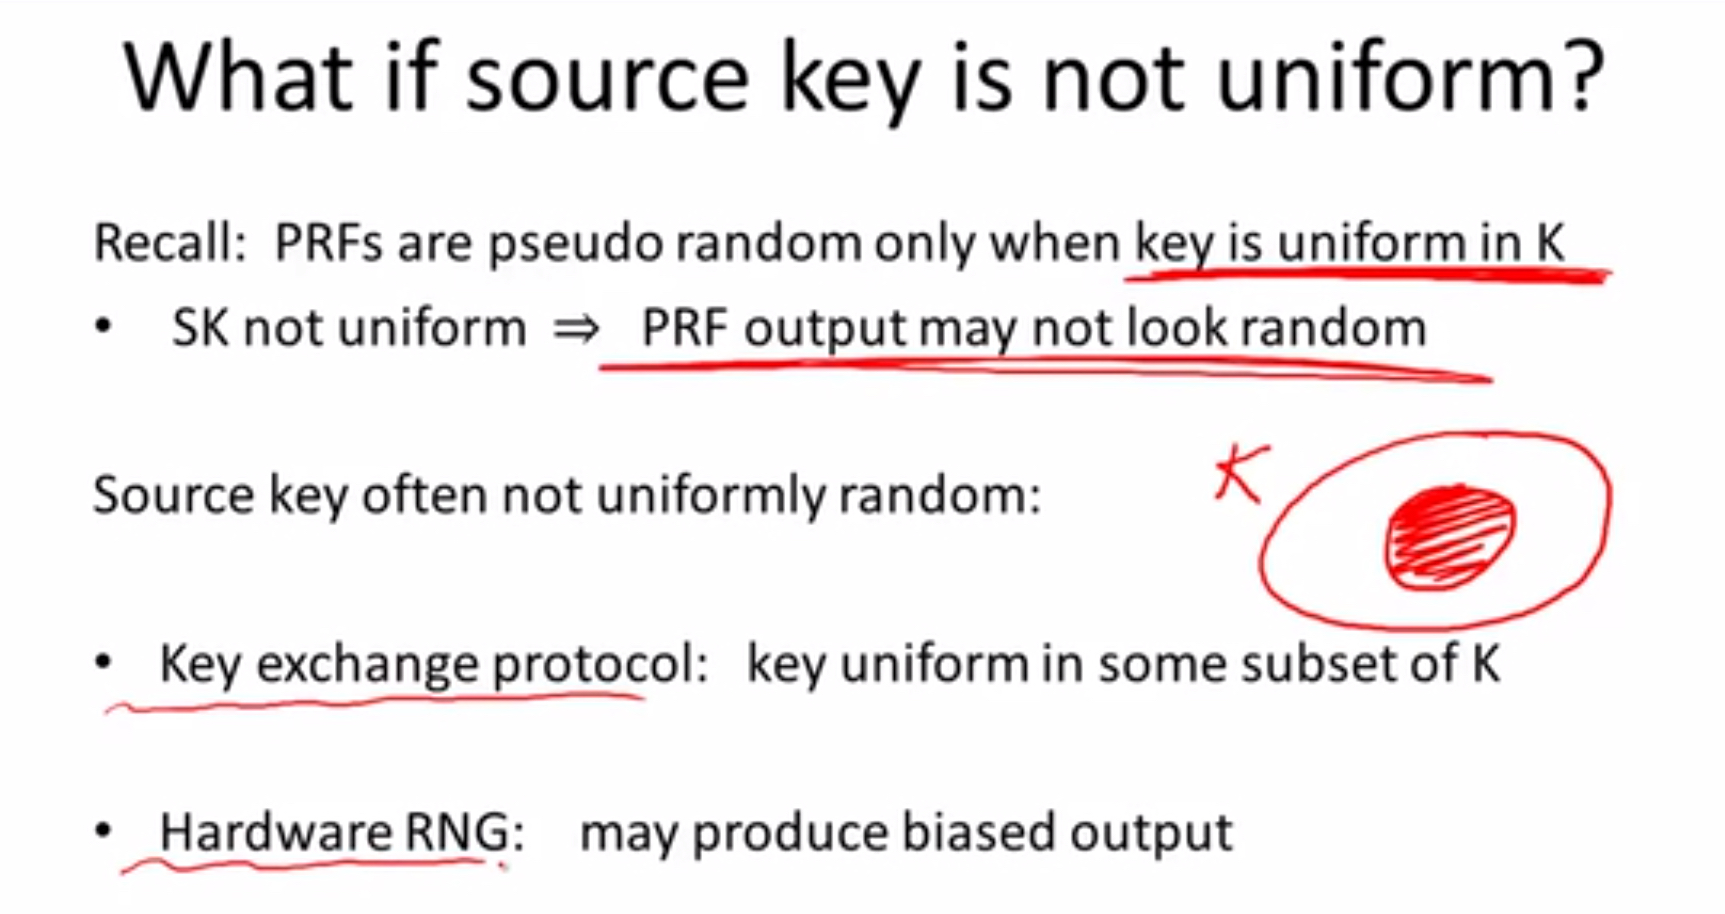 What if source key is not uniform?
Recall: PRFs are pseudo random only when key is uniform in K
• SK not uniform ⇒ PRF output may not look random
K
Source key often not uniformly random:
• Key exchange protocol: key uniform in some subset of K
• Hardware RNG: may produce biased output